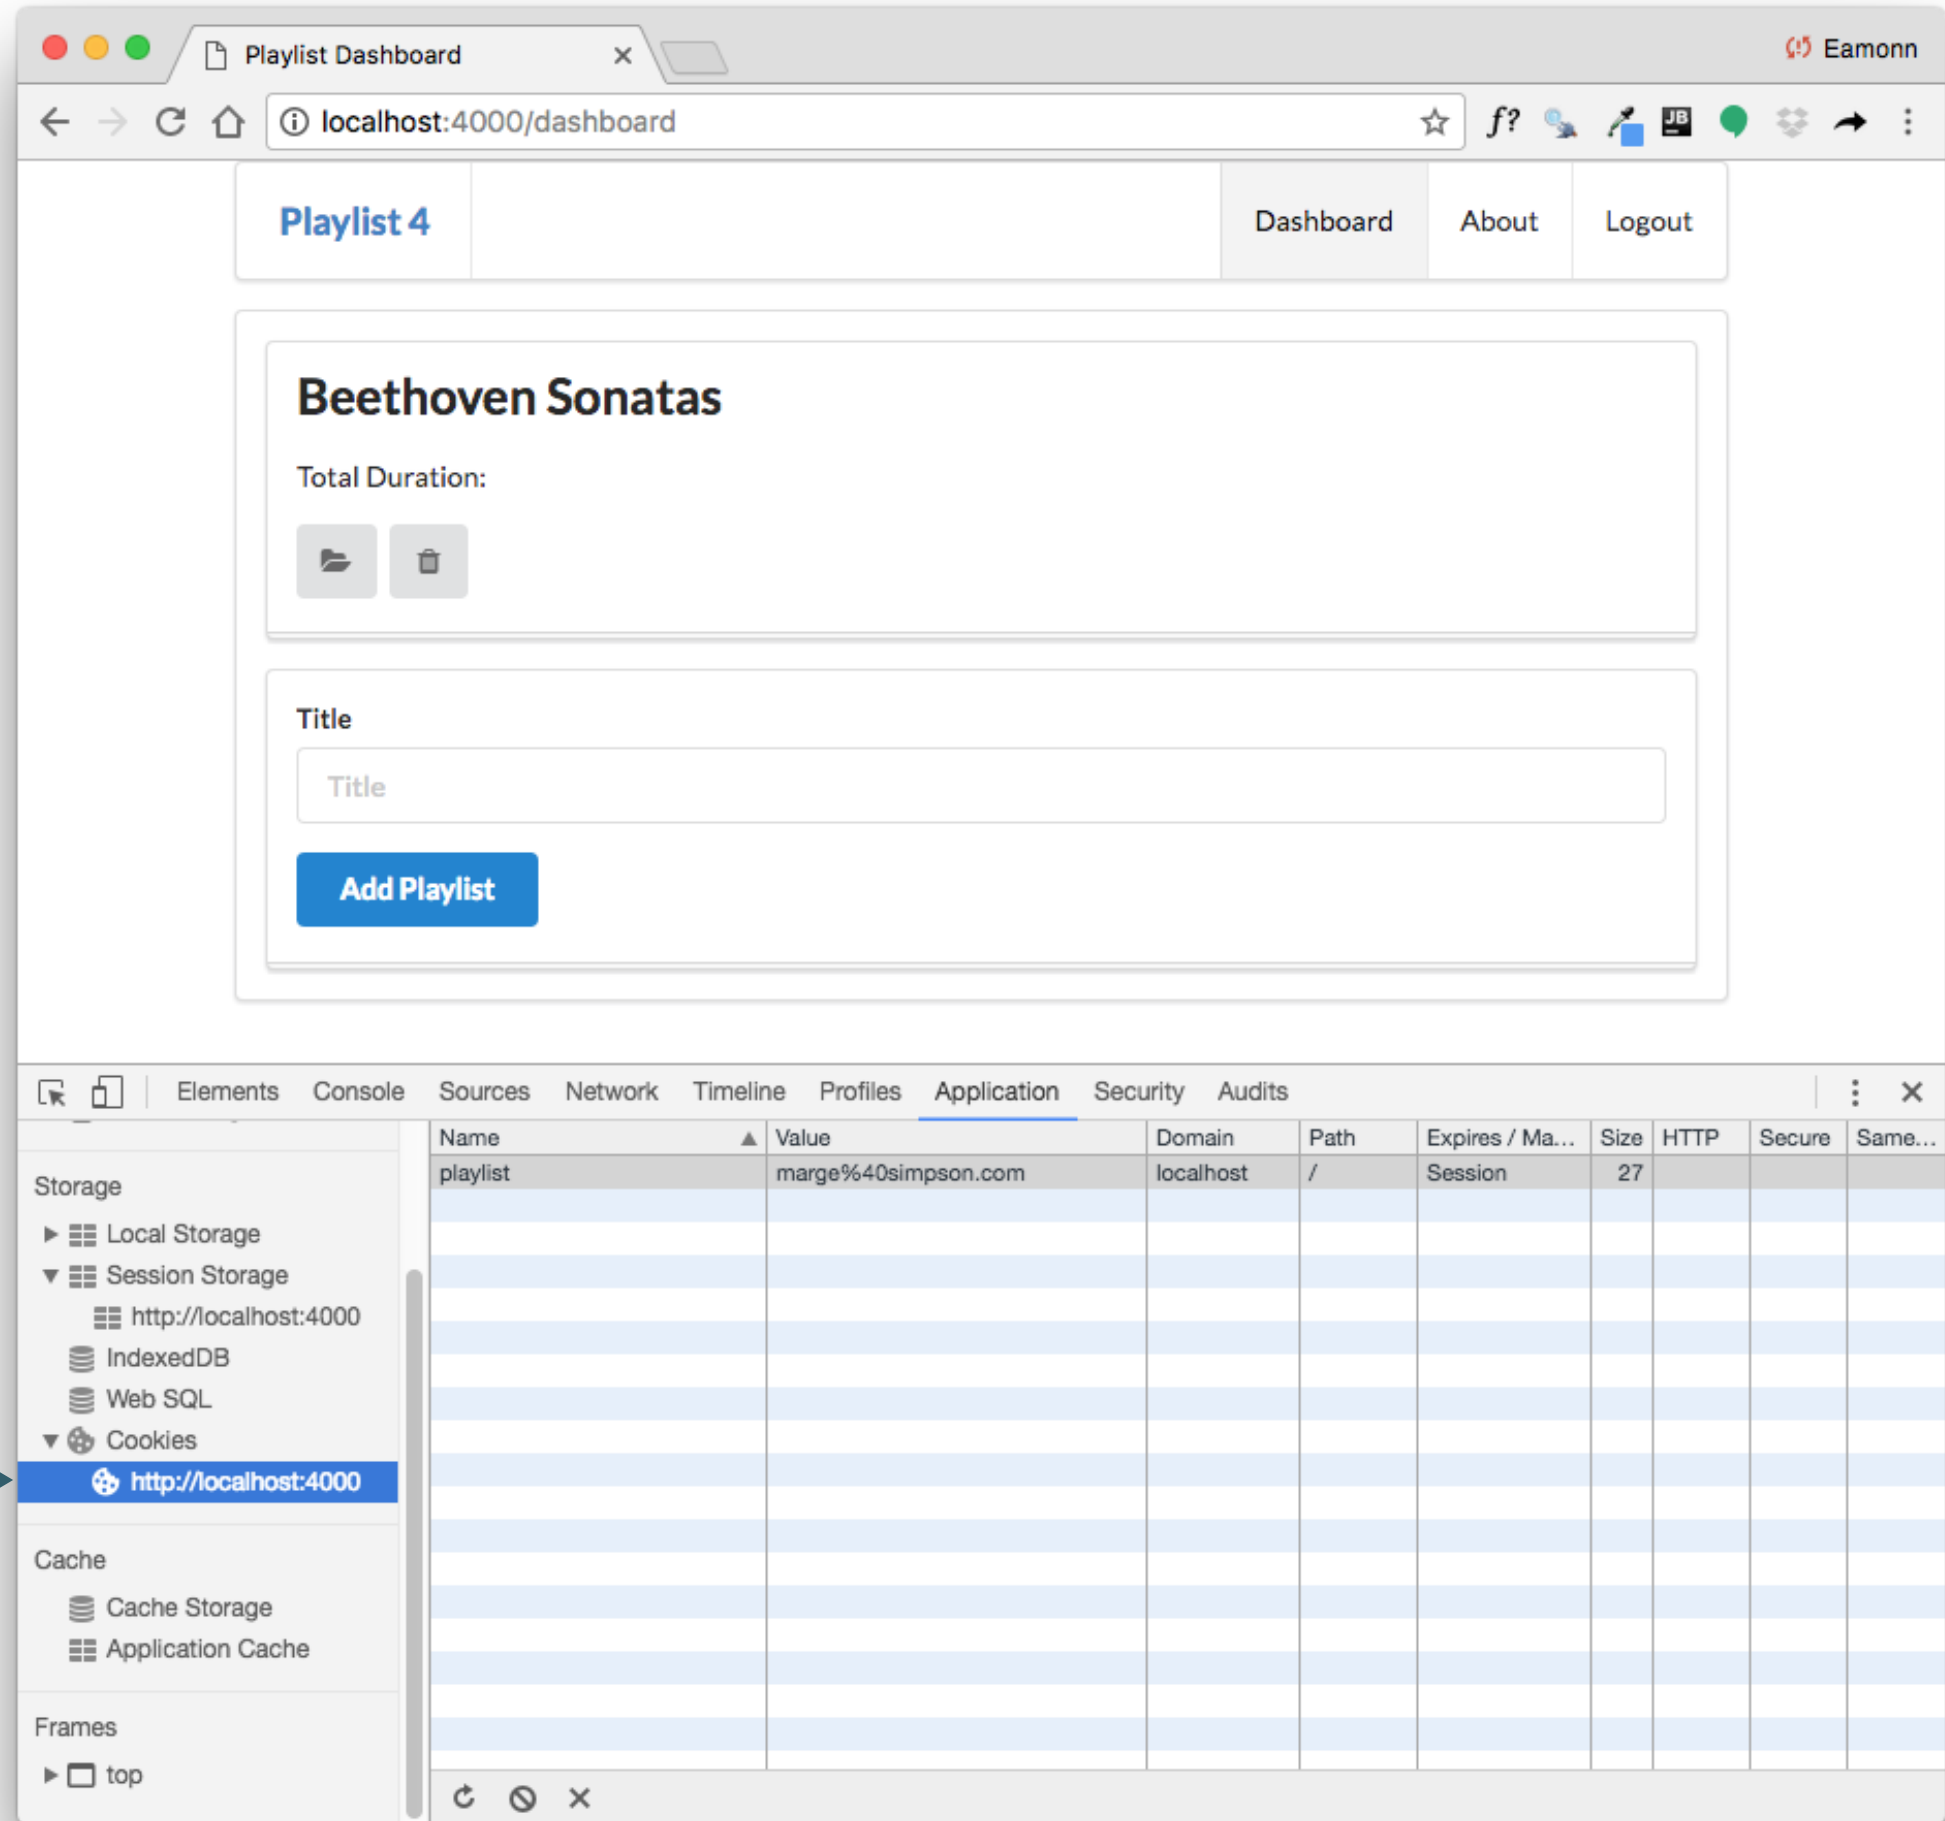 Playlist Dashboard
Eamonn
localhost:4000/dashboard
f?
JB
Playlist 4
Dashboard About Logout
Beethoven Sonatas
Total Duration:
Title
Title
Add Playlist
Elements Console Sources Network Timeline Profiles Application Security Audits
Name Value Domain Path Expires / Ma... Size HTTP Secure Same...
playlist marge%40simpson.com localhost / Session 27
Storage
Local Storage
Session Storage
http://localhost:4000
IndexedDB
Web SQL
Cookies
http://localhost:4000
Cache
Cache Storage
Application Cache
Frames
top